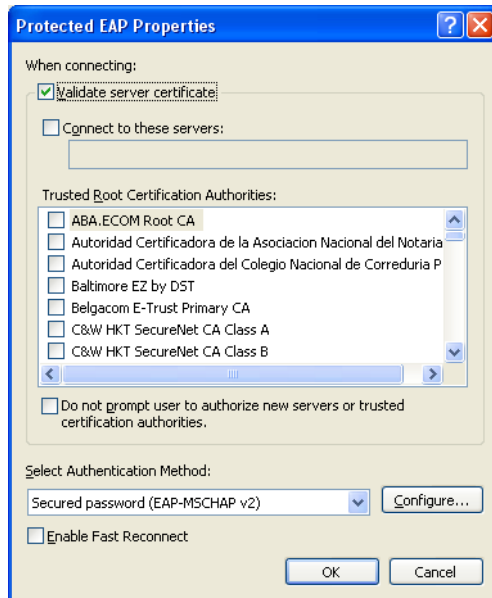 Protected EAP Properties
When connecting:
Validate server certificate
Connect to these servers:
Trusted Root Certification Authorities:
ABA.ECOM Root CA
Autoridad Certificadora de la Asociacion Nacional del Notaria
Autoridad Certificadora del Colegio Nacional de Correduria P
Baltimore EZ by DST
Belgacom E-Trust Primary CA
C&W HKT SecureNet CA Class A
C&W HKT SecureNet CA Class B
Do not prompt user to authorize new servers or trusted
certification authorities.
Select Authentication Method:
Secured password (EAP-MSCHAP v2)
Configure...
Enable Fast Reconnect
OK
Cancel